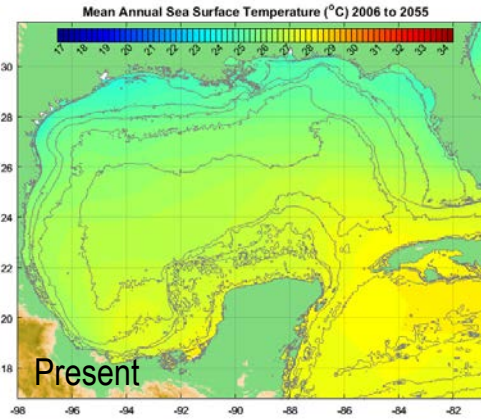 Mean Annual Sea Surface Temperature (°C) 2006 to 2055
17 18 19 20 21 22 23 24 25 26 27 28 29 30 31 32 33 34
30
28
26
24
22
20
18
Present
-98 -96 -94 -92 -90 -88 -86 -84 -82